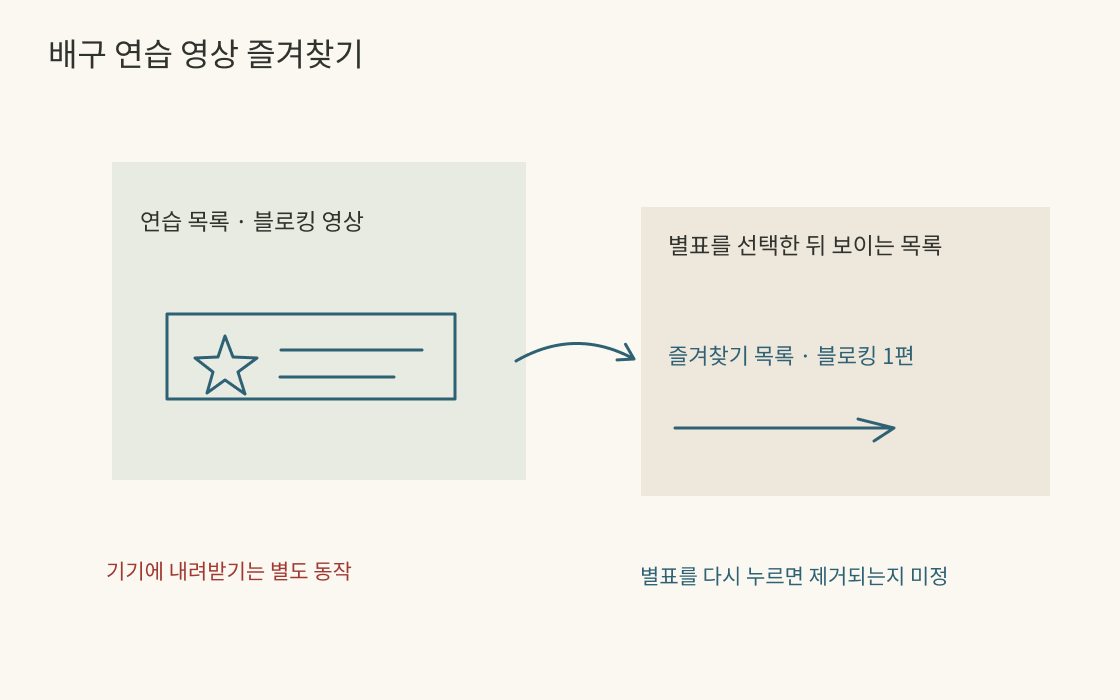 배구 연습 영상 즐겨찾기
연습 목록 · 블로킹 영상
별표를 선택한 뒤 보이는 목록
즐겨찾기 목록 · 블로킹 1편
기기에 내려받기는 별도 동작
별표를 다시 누르면 제거되는지 미정